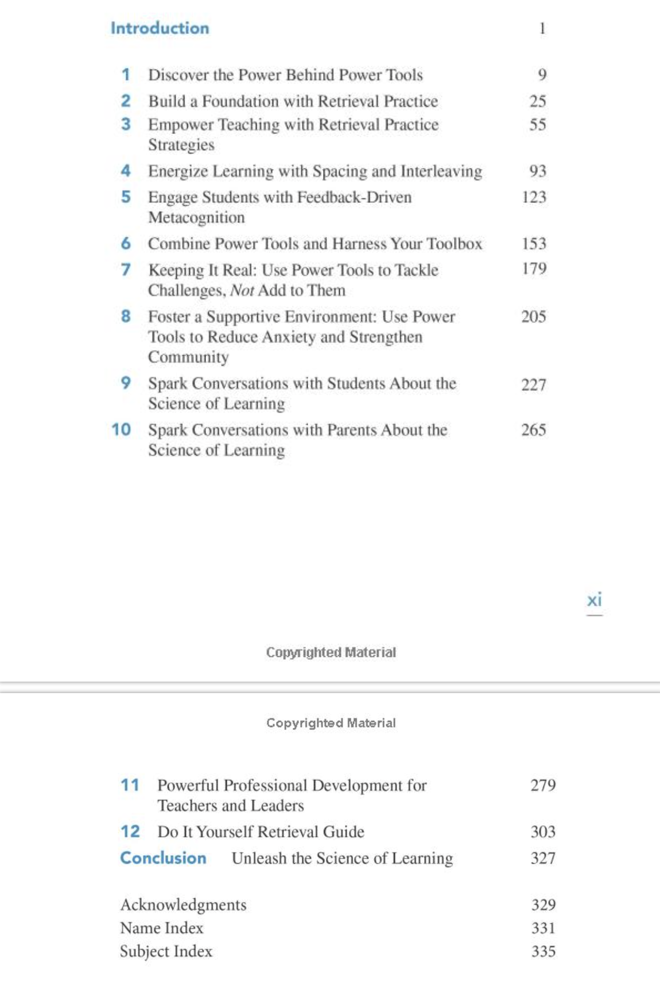 Introduction 1
1 Discover the Power Behind Power Tools 9
2 Build a Foundation with Retrieval Practice 25
3 Empower Teaching with Retrieval Practice 55
Strategies
4 Energize Learning with Spacing and Interleaving 93
5 Engage Students with Feedback-Driven 123
Metacognition
6 Combine Power Tools and Harness Your Toolbox 153
7 Keeping It Real: Use Power Tools to Tackle 179
Challenges, Not Add to Them
8 Foster a Supportive Environment: Use Power 205
Tools to Reduce Anxiety and Strengthen
Community
9 Spark Conversations with Students About the 227
Science of Learning
10 Spark Conversations with Parents About the 265
Science of Learning
xi
Copyrighted Material
Copyrighted Material
11 Powerful Professional Development for 279
Teachers and Leaders
12 Do It Yourself Retrieval Guide 303
Conclusion Unleash the Science of Learning 327
Acknowledgments 329
Name Index 331
Subject Index 335